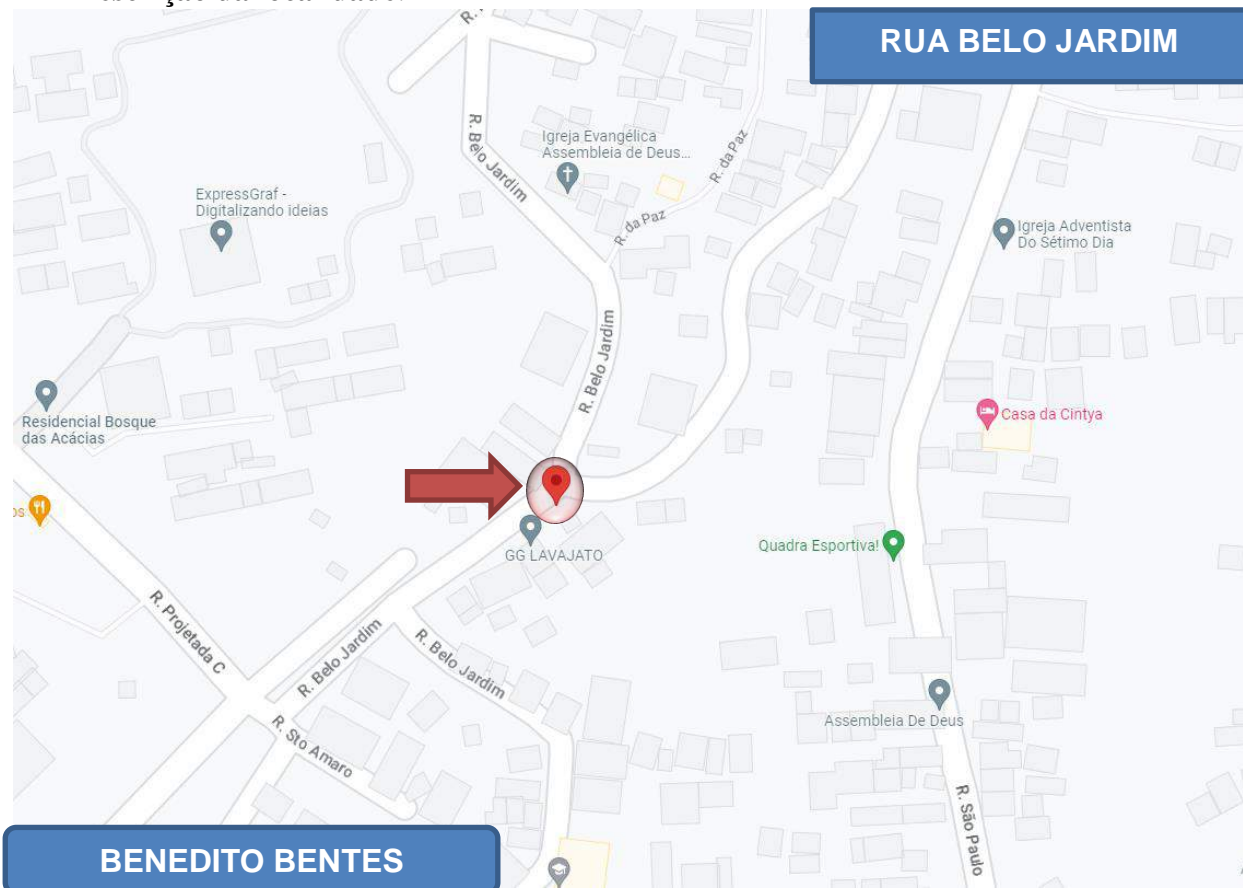 RUA BELO JARDIM
R. Belo Jardim
Igreja Evangélica
Assembleia de Deus...
R. da Paz
R. da Paz
ExpressGraf -
Digitalizando ideias
Igreja Adventista
Do Sétimo Dia
R. Belo Jardim
Residencial Bosque
das Acácias
Casa da Cintya
GG LAVAJATO
Quadra Esportiva!
R. Projetada C
R. Belo Jardim
R. Belo Jardim
R. Sto Amaro
Assembleia De Deus
R. São Paulo
BENEDITO BENTES